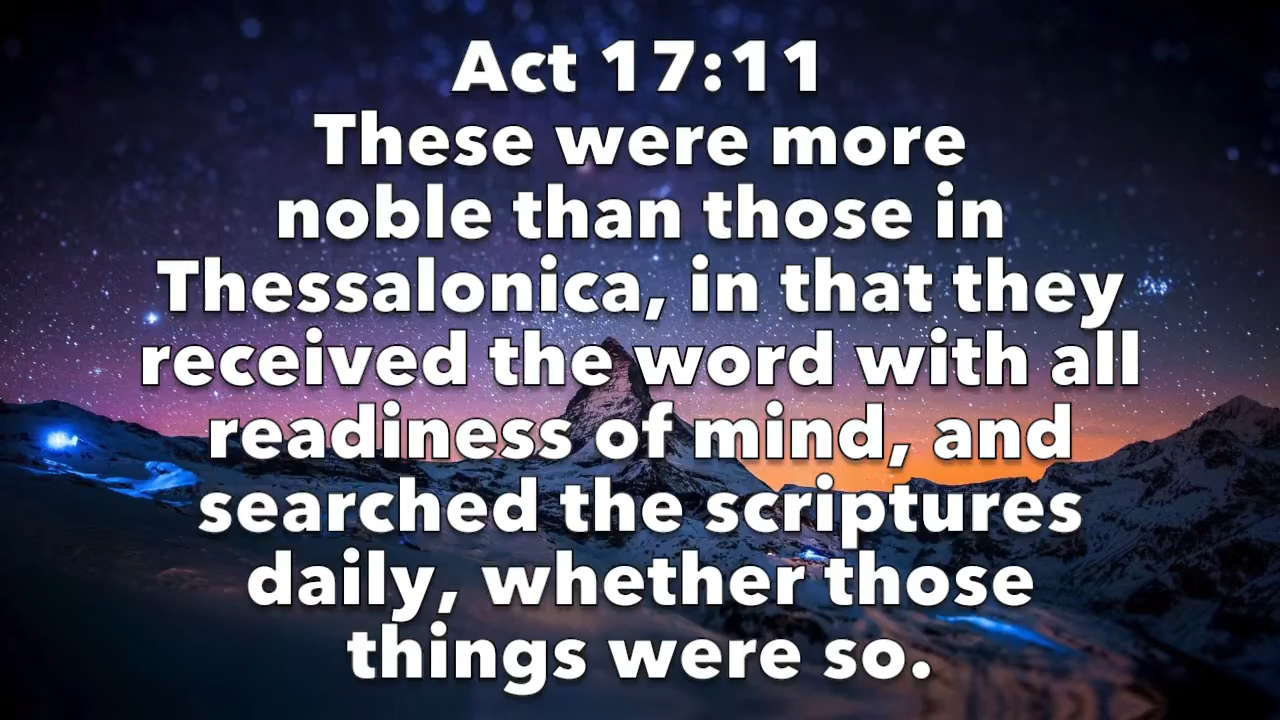 Act 17:11
These were more
noble than those in
Thessalonica, in that they
received the word with all
readiness of mind, and
searched the scriptures
daily, whether those
things were so.